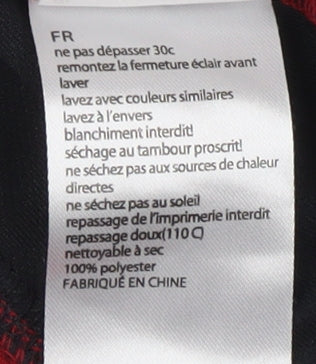 FR
ne pas dépasser 30c
remontez la fermeture éclair avant
laver
lavez avec couleurs similaires
lavez à l'envers
blanchiment interdit!
séchage au tambour proscrit!
ne séchez pas aux sources de chaleur
directes
ne séchez pas au soleil
repassage de l'imprimerie interdit
repassage doux(110 C)
nettoyable à sec
100% polyester
FABRIQUÉ EN CHINE